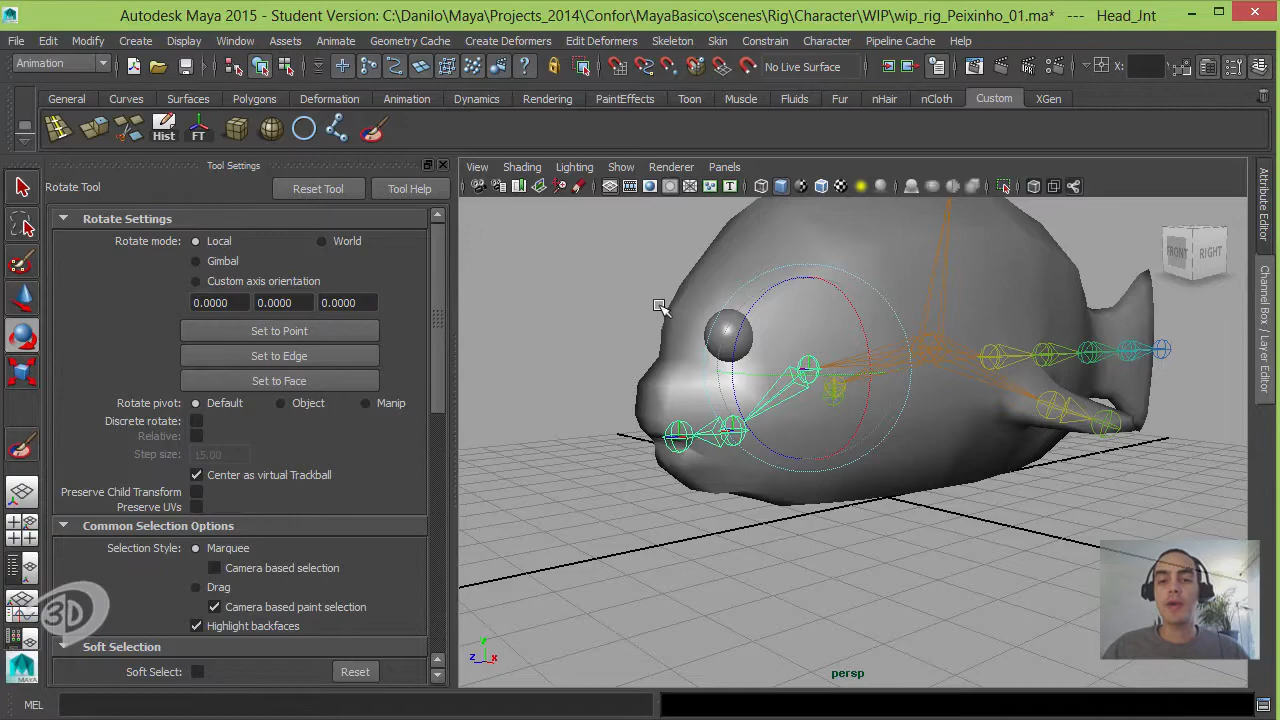 Autodesk Maya 2015 - Student Version: C:\Danilo\Maya\Projects_2014\Confor\MayaBasico\scenes\Rig\Character\WIP\wip_rig_Peixinho_01.ma* --- Head_Jnt
File Edit Modify Create Display Window Assets Animate Geometry Cache Create Deformers Edit Deformers Skeleton Skin Constrain Character Pipeline Cache Help
Animation No Live Surface X:
General Curves Surfaces Polygons Deformation Animation Dynamics Rendering PaintEffects Toon Muscle Fluids Fur nHair nCloth Custom XGen
Hist FT
Tool Settings
Rotate Tool Reset Tool Tool Help
Rotate Settings
Rotate mode: Local World
Gimbal
Custom axis orientation
0.0000 0.0000 0.0000
Set to Point
Set to Edge
Set to Face
Rotate pivot: Default Object Manip
Discrete rotate:
Relative:
Step size: 15.00
Center as virtual Trackball
Preserve Child Transform
Preserve UVs
Common Selection Options
Selection Style: Marquee
Camera based selection
Drag
Camera based paint selection
Highlight backfaces
Soft Selection
Soft Select: Reset
View Shading Lighting Show Renderer Panels
FRONT RIGHT
Attribute Editor
Channel Box / Layer Editor
3D
MAYA
y
z x
persp
MEL